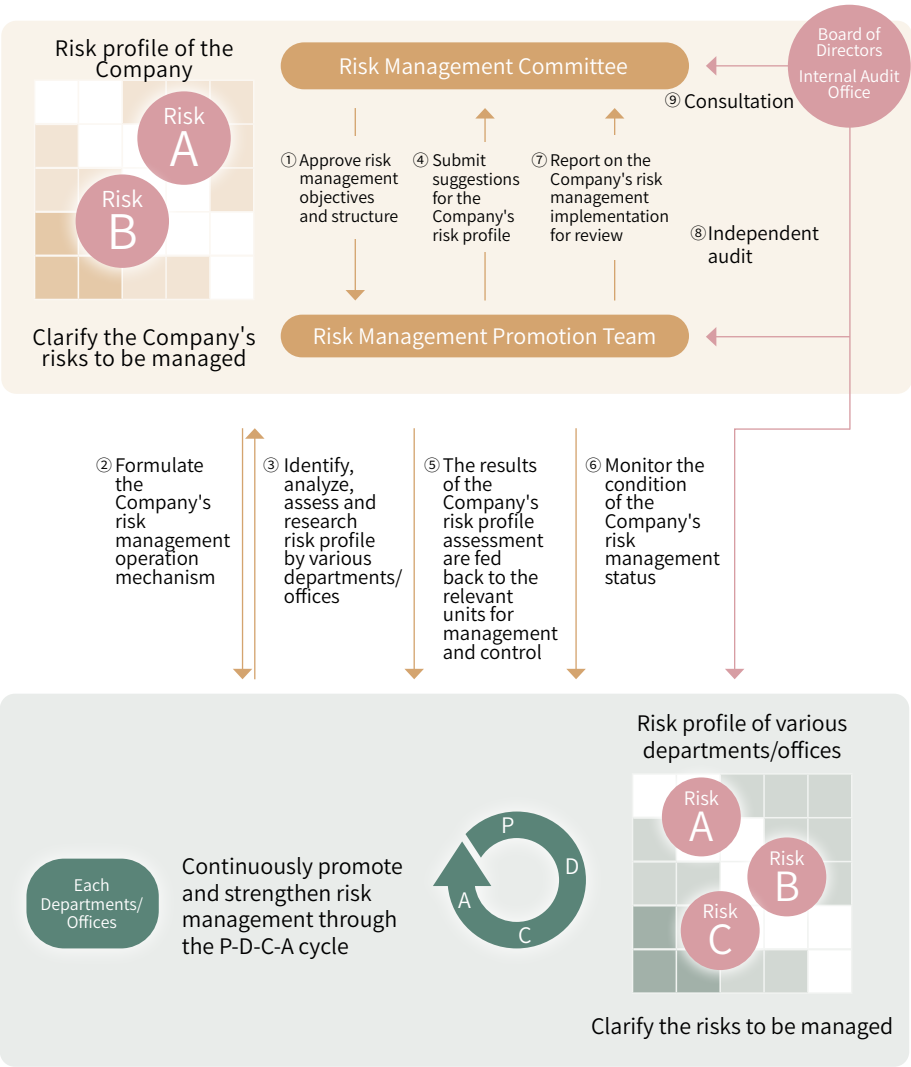 Risk profile of the
Company
Risk
A
Risk
B
Clarify the Company's
risks to be managed
Risk Management Committee
Board of
Directors
Internal Audit
Office
⑨ Consultation
① Approve risk
management
objectives
and structure
④ Submit
suggestions
for the
Company's
risk profile
⑦ Report on the
Company's risk
management
implementation
for review
⑧ Independent
audit
Risk Management Promotion Team
② Formulate
the
Company's
risk
management
operation
mechanism
③ Identify,
analyze,
assess and
research
risk profile
by various
departments/
offices
⑤ The results
of the
Company's
risk profile
assessment
are fed
back to the
relevant
units for
management
and control
⑥ Monitor the
condition
of the
Company's
risk
management
status
Each
Departments/
Offices
Continuously promote
and strengthen risk
management through
the P-D-C-A cycle
P
D
C
A
Risk profile of various
departments/offices
Risk
A
Risk
B
Risk
C
Clarify the risks to be managed